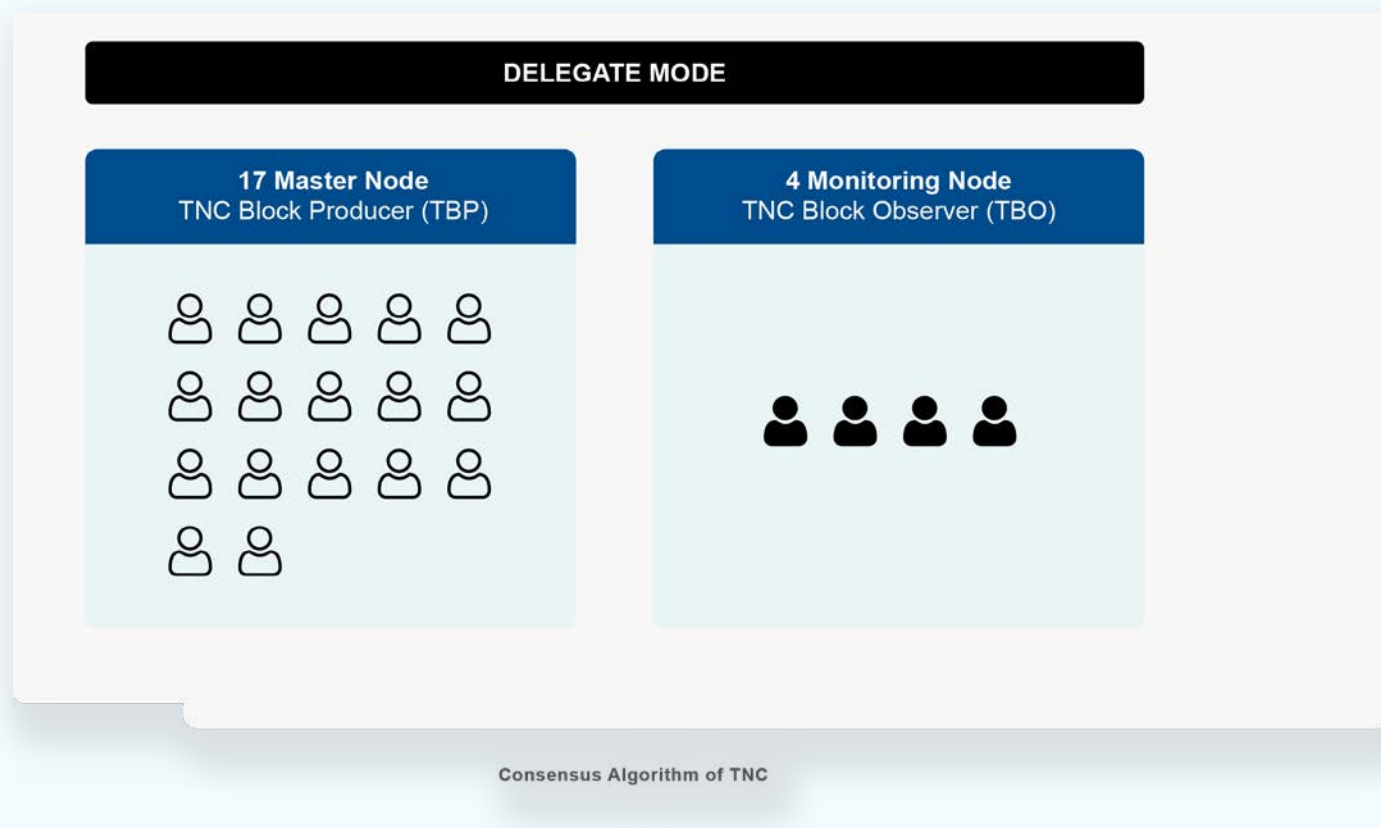 DELEGATE MODE
17 Master Node
TNC Block Producer (TBP)
4 Monitoring Node
TNC Block Observer (TBO)
Consensus Algorithm of TNC